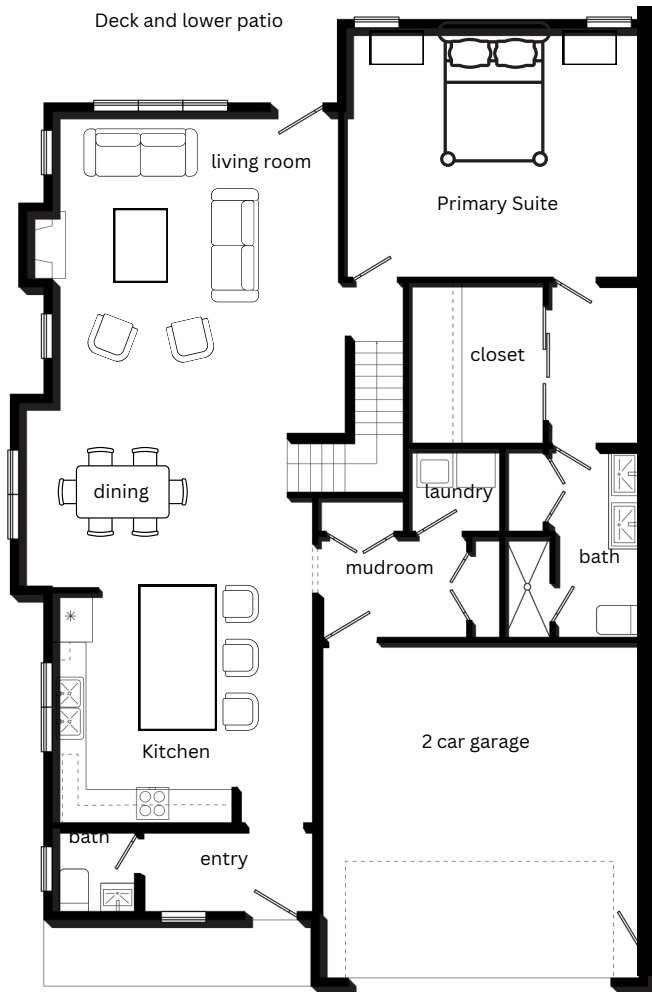 Deck and lower patio
living room
Primary Suite
closet
dining
laundry
bath
mudroom
2 car garage
Kitchen
bath
entry